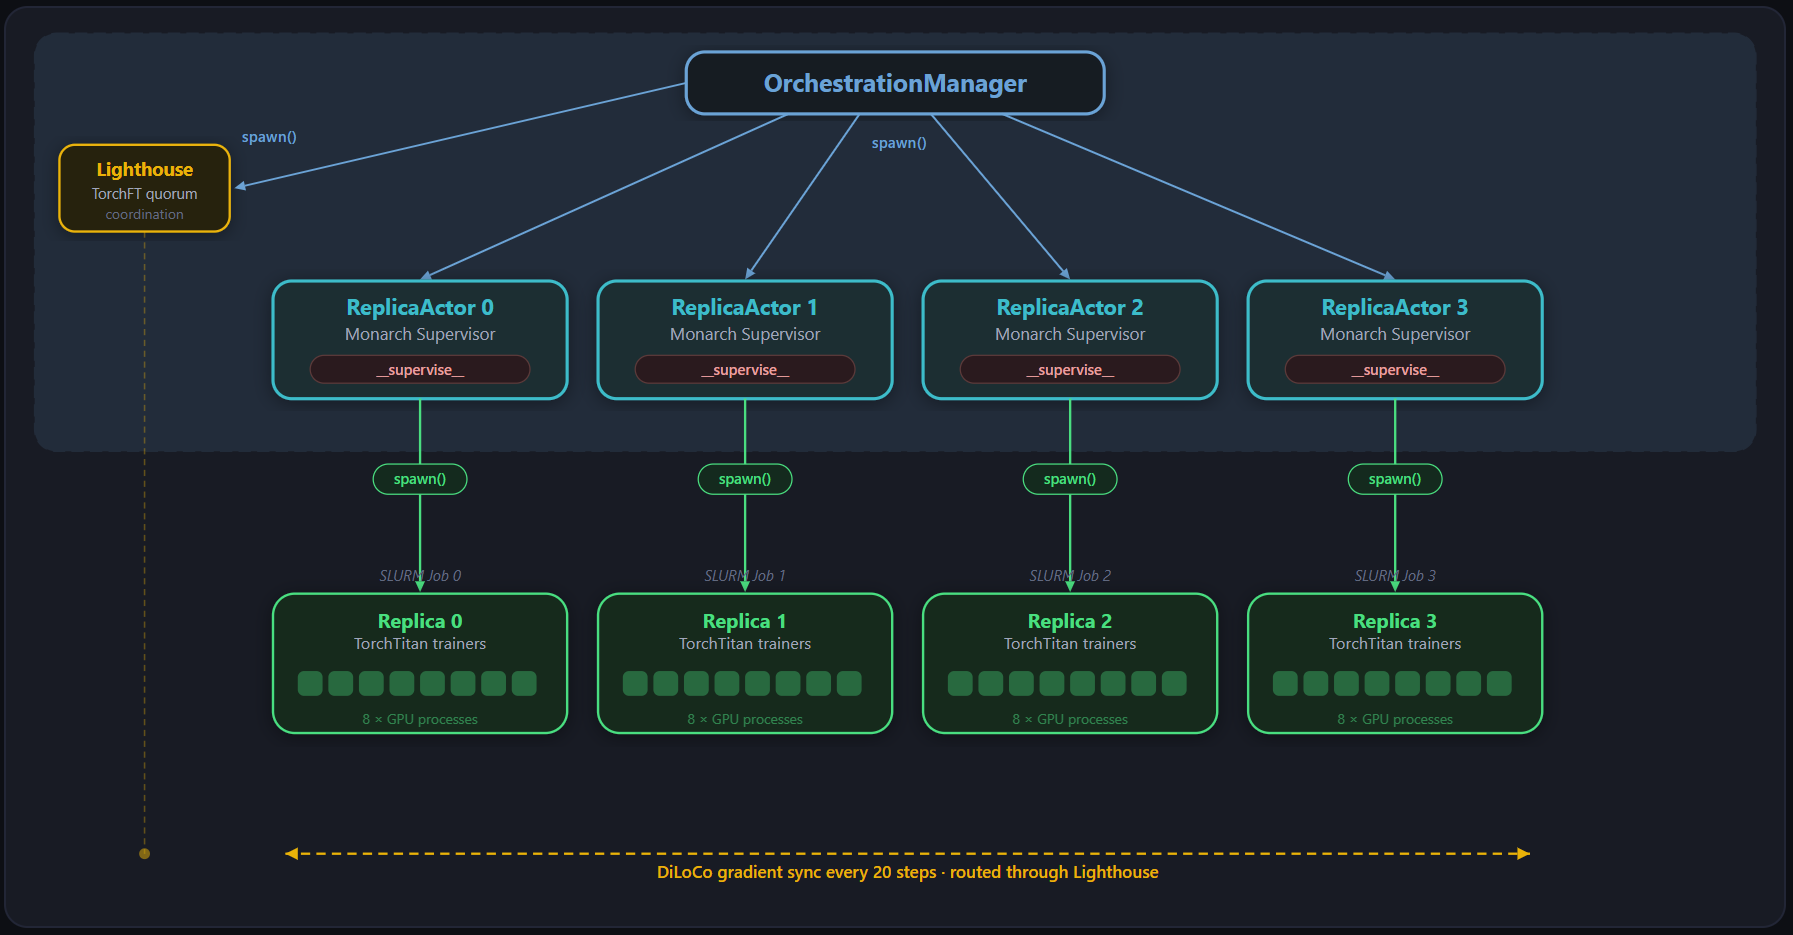 OrchestrationManager
spawn()
spawn()
Lighthouse
TorchFT quorum
coordination
ReplicaActor 0
Monarch Supervisor
__supervise__
ReplicaActor 1
Monarch Supervisor
__supervise__
ReplicaActor 2
Monarch Supervisor
__supervise__
ReplicaActor 3
Monarch Supervisor
__supervise__
spawn()
spawn()
spawn()
spawn()
SLURM Job 0
SLURM Job 1
SLURM Job 2
SLURM Job 3
Replica 0
TorchTitan trainers
8 × GPU processes
Replica 1
TorchTitan trainers
8 × GPU processes
Replica 2
TorchTitan trainers
8 × GPU processes
Replica 3
TorchTitan trainers
8 × GPU processes
DiLoCo gradient sync every 20 steps · routed through Lighthouse